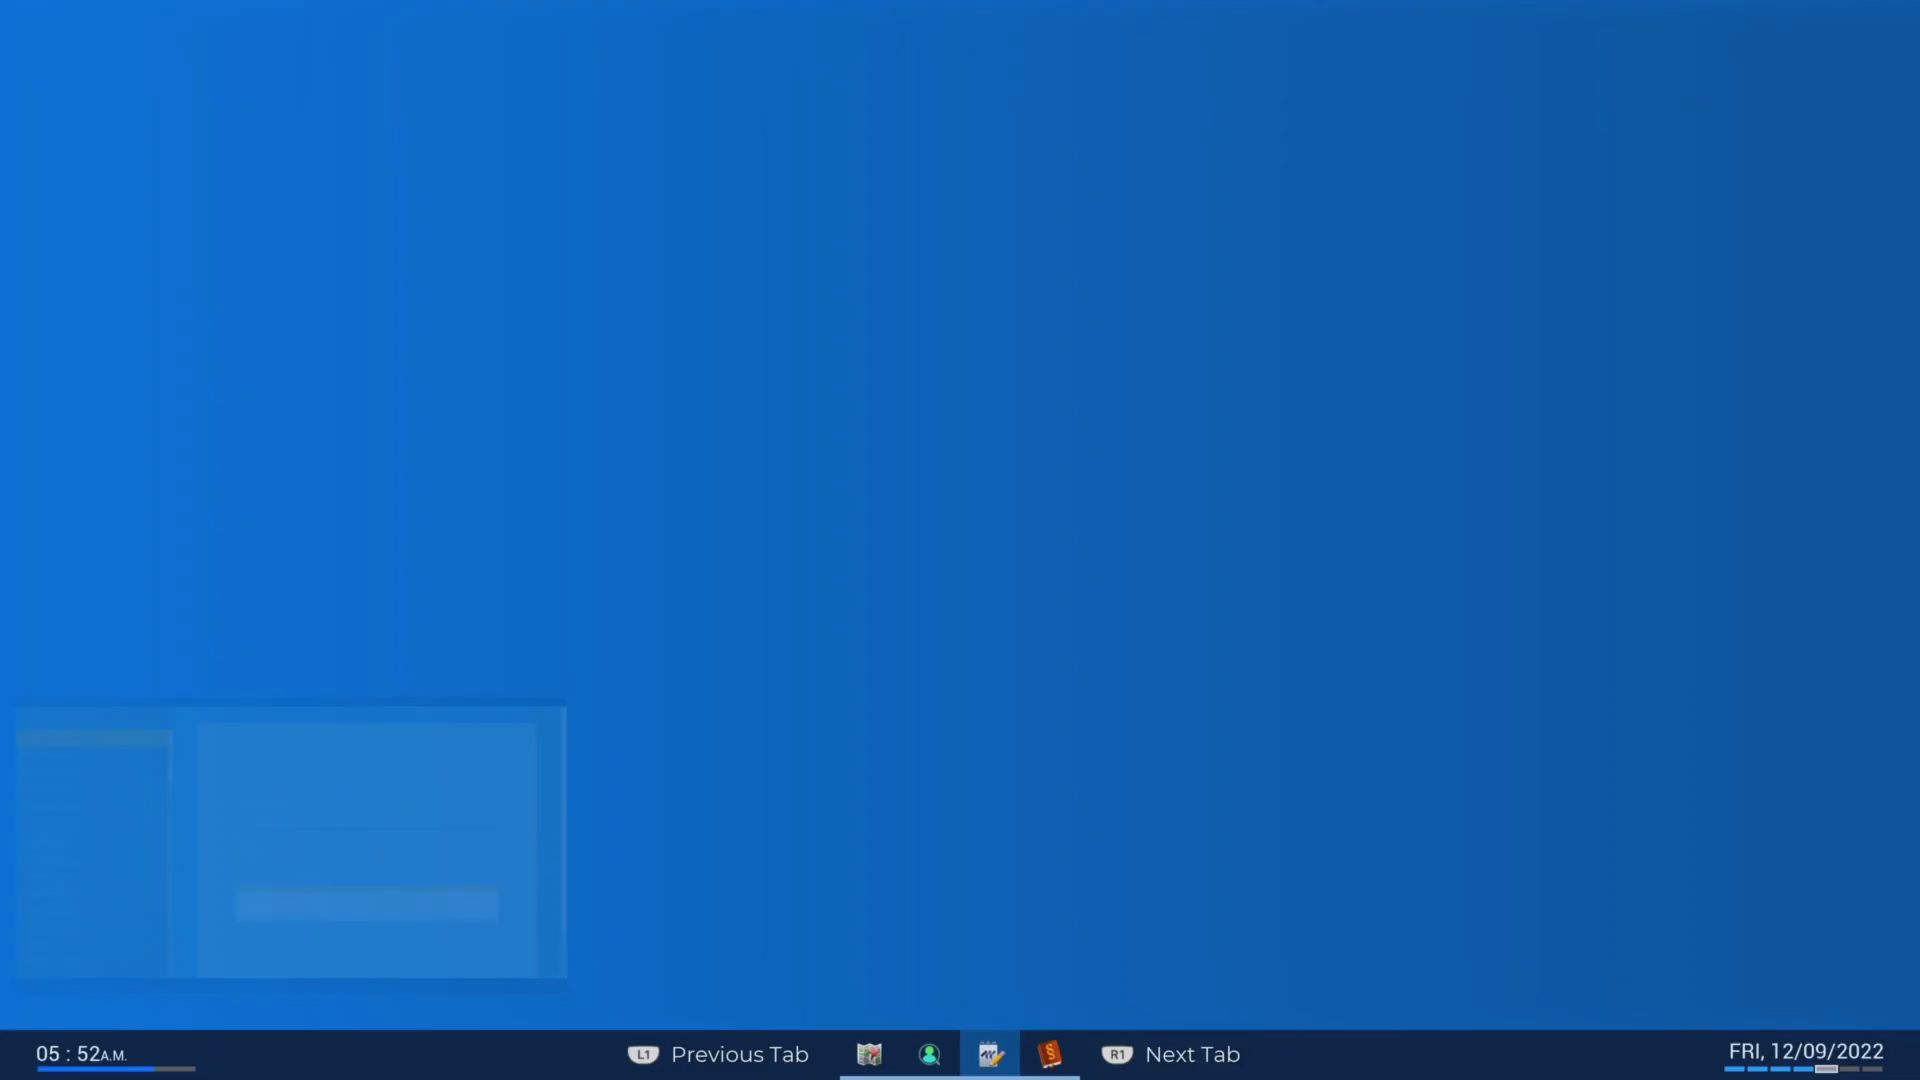 05 : 52A.M.
L1 Previous Tab
R1 Next Tab
FRI, 12/09/2022